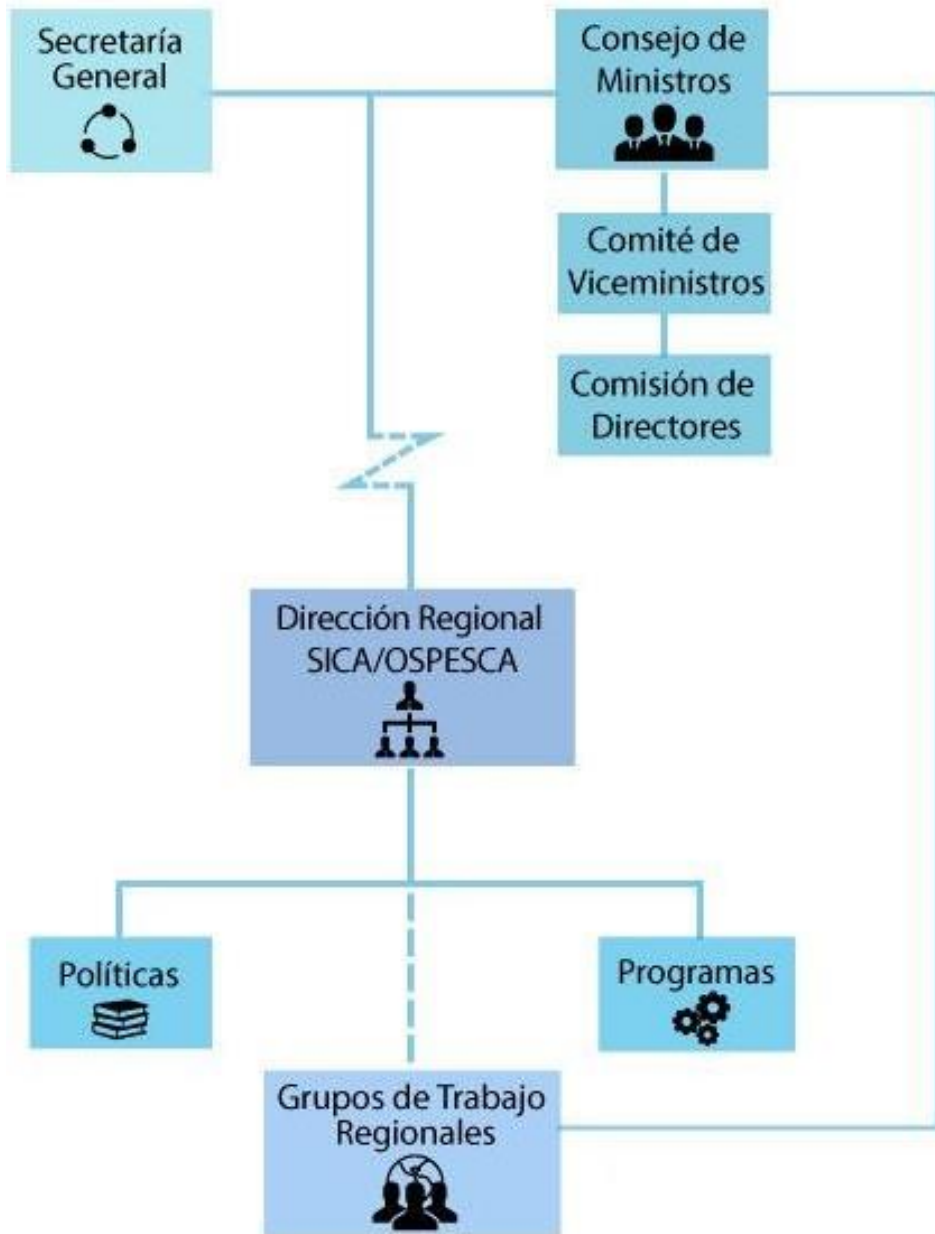 Secretaría
General
Consejo de
Ministros
Comité de
Viceministros
Comisión de
Directores
Dirección Regional
SICA/OSPESCA
Políticas
Programas
Grupos de Trabajo
Regionales